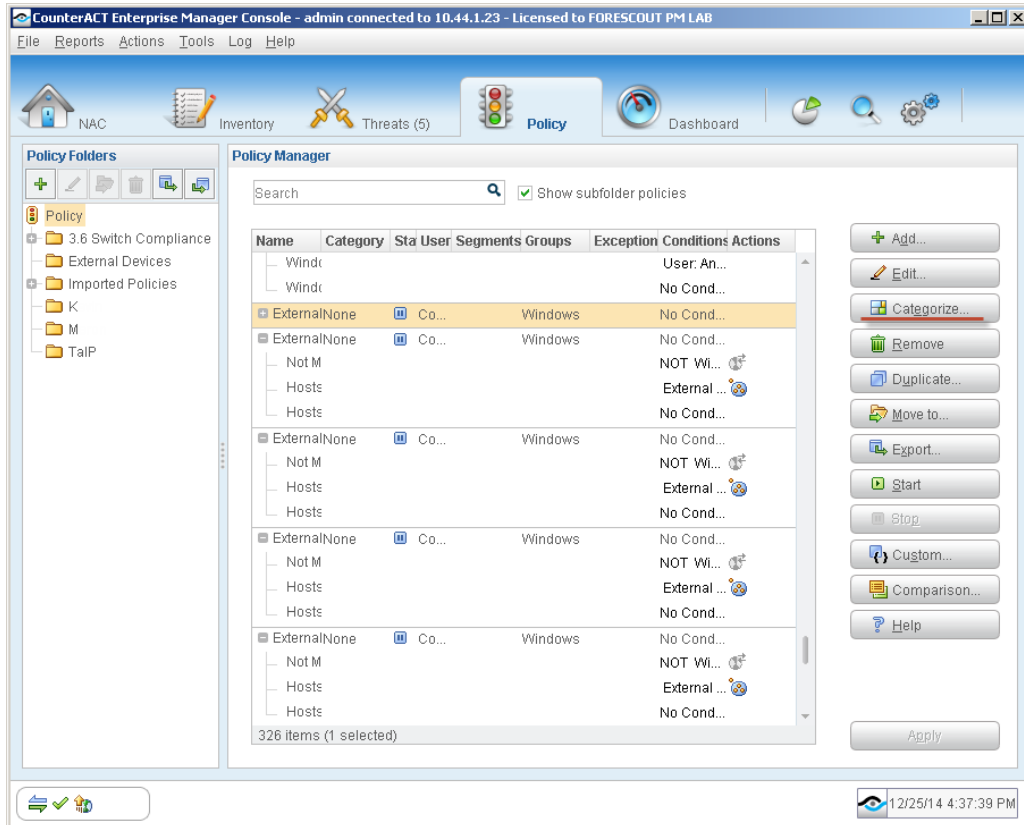 CounterACT Enterprise Manager Console - admin connected to 10.44.1.23 - Licensed to FORESCOUT PM LAB
File Reports Actions Tools Log Help
NAC Inventory Threats (5) Policy Dashboard
Policy Folders
Policy
3.6 Switch Compliance
External Devices
Imported Policies
K
M
TalP
Policy Manager
Search
Show subfolder policies
Name Category Sta User Segments Groups Exception Conditions Actions
Windo User: An...
Windo No Cond...
External None Co... Windows No Cond...
External None Co... Windows No Cond...
Not M NOT Wi...
Hosts External ...
Hosts No Cond...
External None Co... Windows No Cond...
Not M NOT Wi...
Hosts External ...
Hosts No Cond...
External None Co... Windows No Cond...
Not M NOT Wi...
Hosts External ...
Hosts No Cond...
External None Co... Windows No Cond...
Not M NOT Wi...
Hosts External ...
Hosts No Cond...
326 items (1 selected)
Add...
Edit...
Categorize...
Remove
Duplicate...
Move to...
Export...
Start
Stop
Custom...
Comparison...
Help
Apply
12/25/14 4:37:39 PM